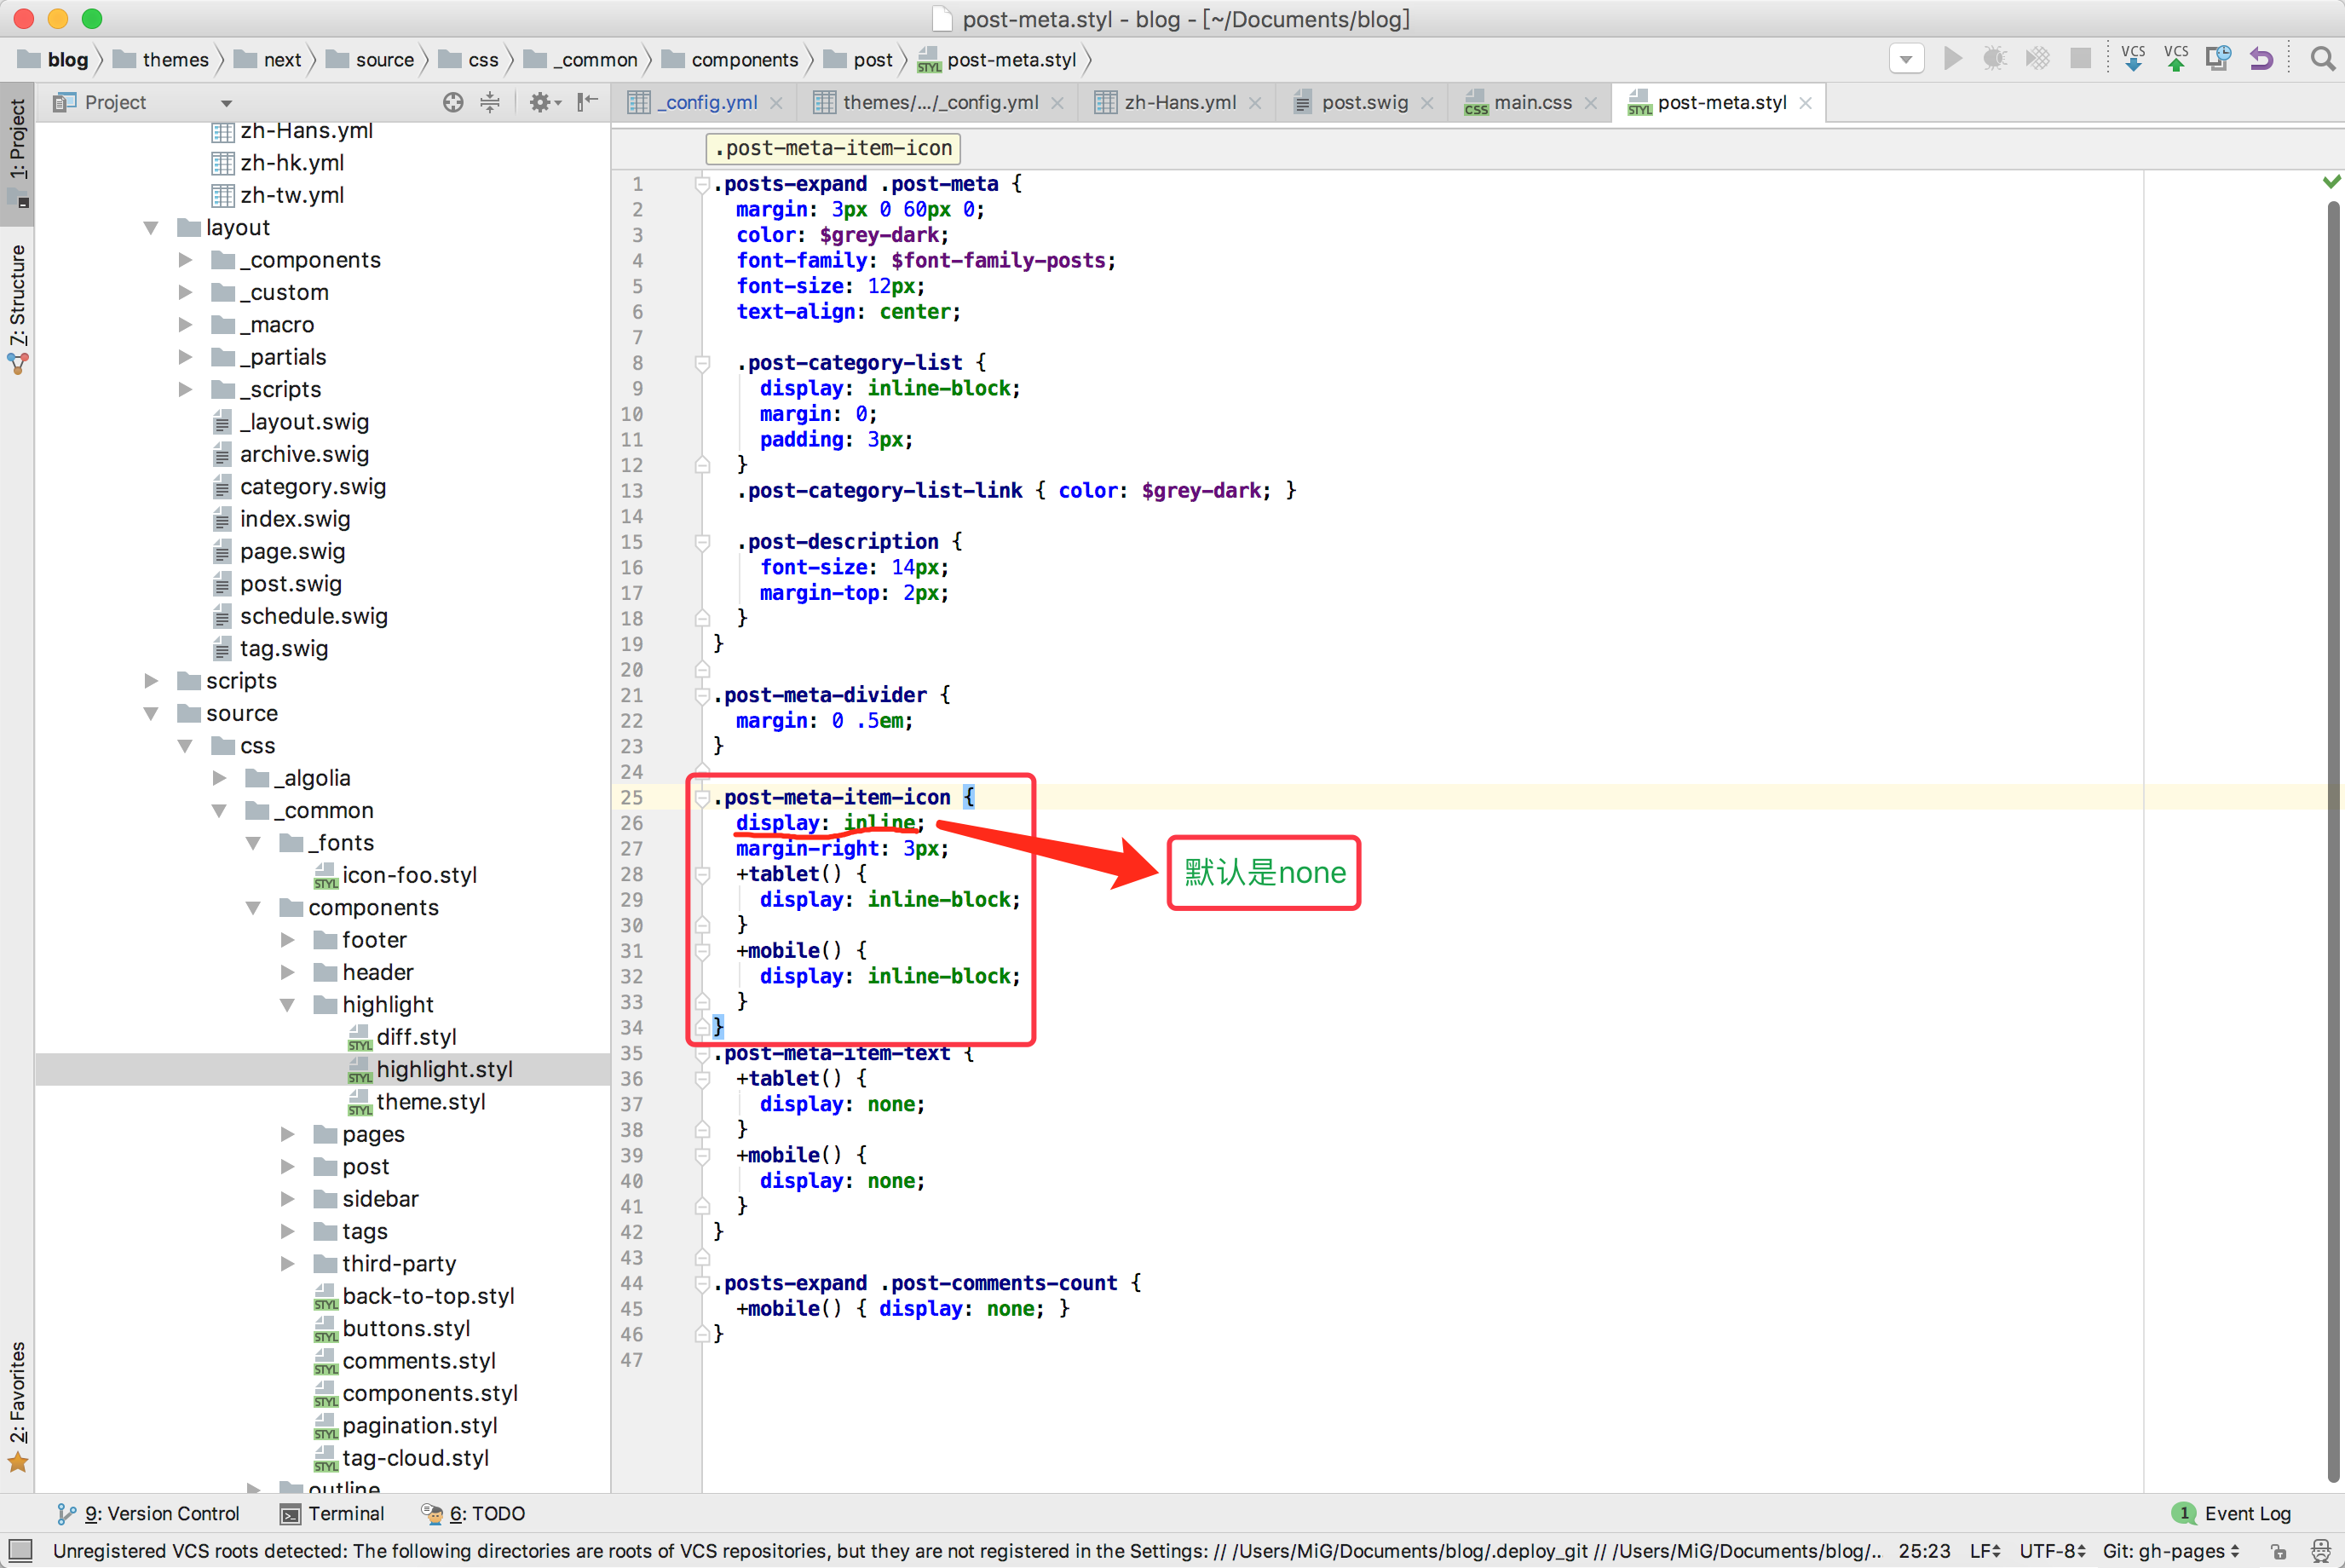 post-meta.styl - blog - [~/Documents/blog]
blog themes next source css _common components post post-meta.styl
VCS VCS
1: Project
7: Structure
2: Favorites
Project
_config.yml themes/.../_config.yml zh-Hans.yml post.swig main.css post-meta.styl
.post-meta-item-icon
zh-Hans.yml
zh-hk.yml
zh-tw.yml
layout
_components
_custom
_macro
_partials
_scripts
_layout.swig
archive.swig
category.swig
index.swig
page.swig
post.swig
schedule.swig
tag.swig
scripts
source
css
_algolia
_common
_fonts
icon-foo.styl
components
footer
header
highlight
diff.styl
highlight.styl
theme.styl
pages
post
sidebar
tags
third-party
back-to-top.styl
buttons.styl
comments.styl
components.styl
pagination.styl
tag-cloud.styl
outline
1 .posts-expand .post-meta {
2 margin: 3px 0 60px 0;
3 color: $grey-dark;
4 font-family: $font-family-posts;
5 font-size: 12px;
6 text-align: center;
7
8 .post-category-list {
9 display: inline-block;
10 margin: 0;
11 padding: 3px;
12 }
13 .post-category-list-link { color: $grey-dark; }
14
15 .post-description {
16 font-size: 14px;
17 margin-top: 2px;
18 }
19 }
20
21 .post-meta-divider {
22 margin: 0 .5em;
23 }
24
25 .post-meta-item-icon {
26 display: inline;
27 margin-right: 3px;
28 +tablet() {
29 display: inline-block;
30 }
31 +mobile() {
32 display: inline-block;
33 }
34 }
35 .post-meta-item-text {
36 +tablet() {
37 display: none;
38 }
39 +mobile() {
40 display: none;
41 }
42 }
43
44 .posts-expand .post-comments-count {
45 +mobile() { display: none; }
46 }
47
默认是none
9: Version Control Terminal 6: TODO 1 Event Log
Unregistered VCS roots detected: The following directories are roots of VCS repositories, but they are not registered in the Settings: // /Users/MiG/Documents/blog/.deploy_git // /Users/MiG/Documents/blog/.. 25:23 LF UTF-8 Git: gh-pages